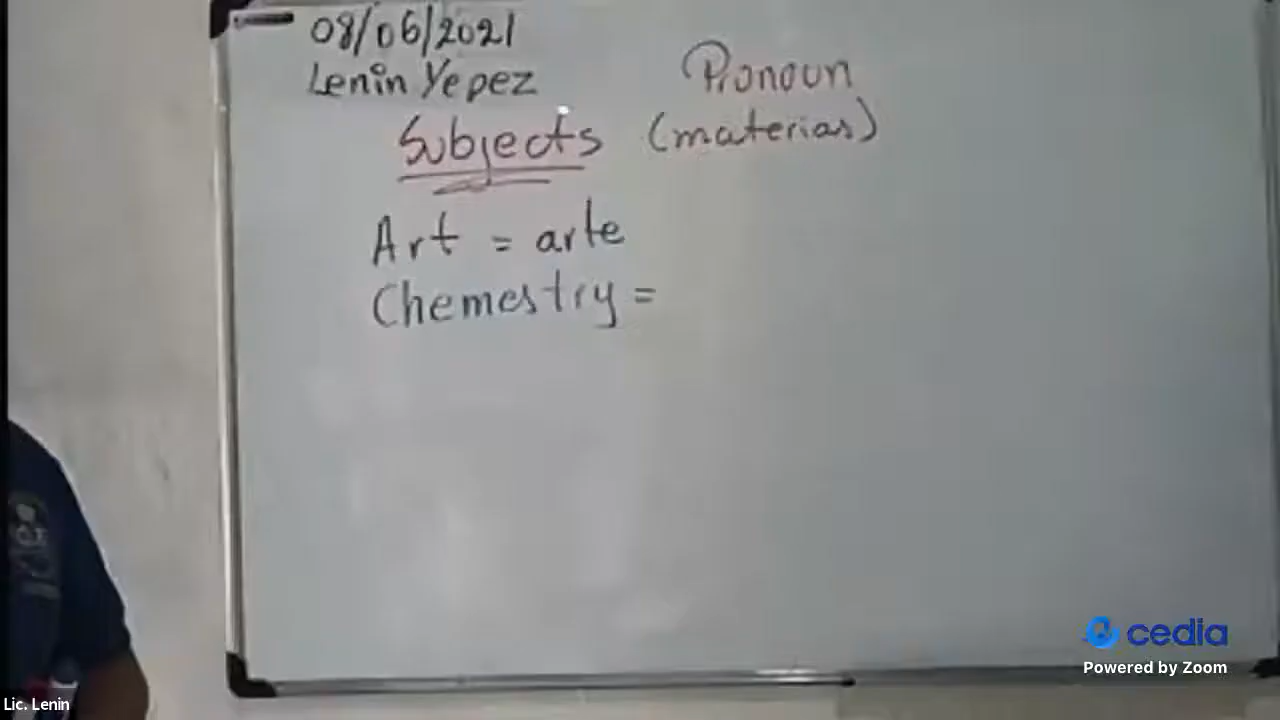 08/06/2021
Lenin Yepez
Pronoun
Subjects (materias)
Art = arte
Chemestry =
cedia
Powered by Zoom
Lic. Lenin